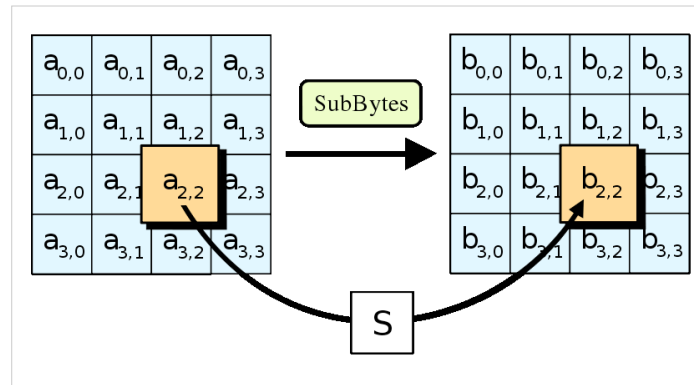 a0,0 a0,1 a0,2 a0,3
a1,0 a1,1 a1,2 a1,3
a2,0 a2,1 a2,2 a2,3
a3,0 a3,1 a3,2 a3,3
SubBytes
b0,0 b0,1 b0,2 b0,3
b1,0 b1,1 b1,2 b1,3
b2,0 b2,1 b2,2 b2,3
b3,0 b3,1 b3,2 b3,3
S